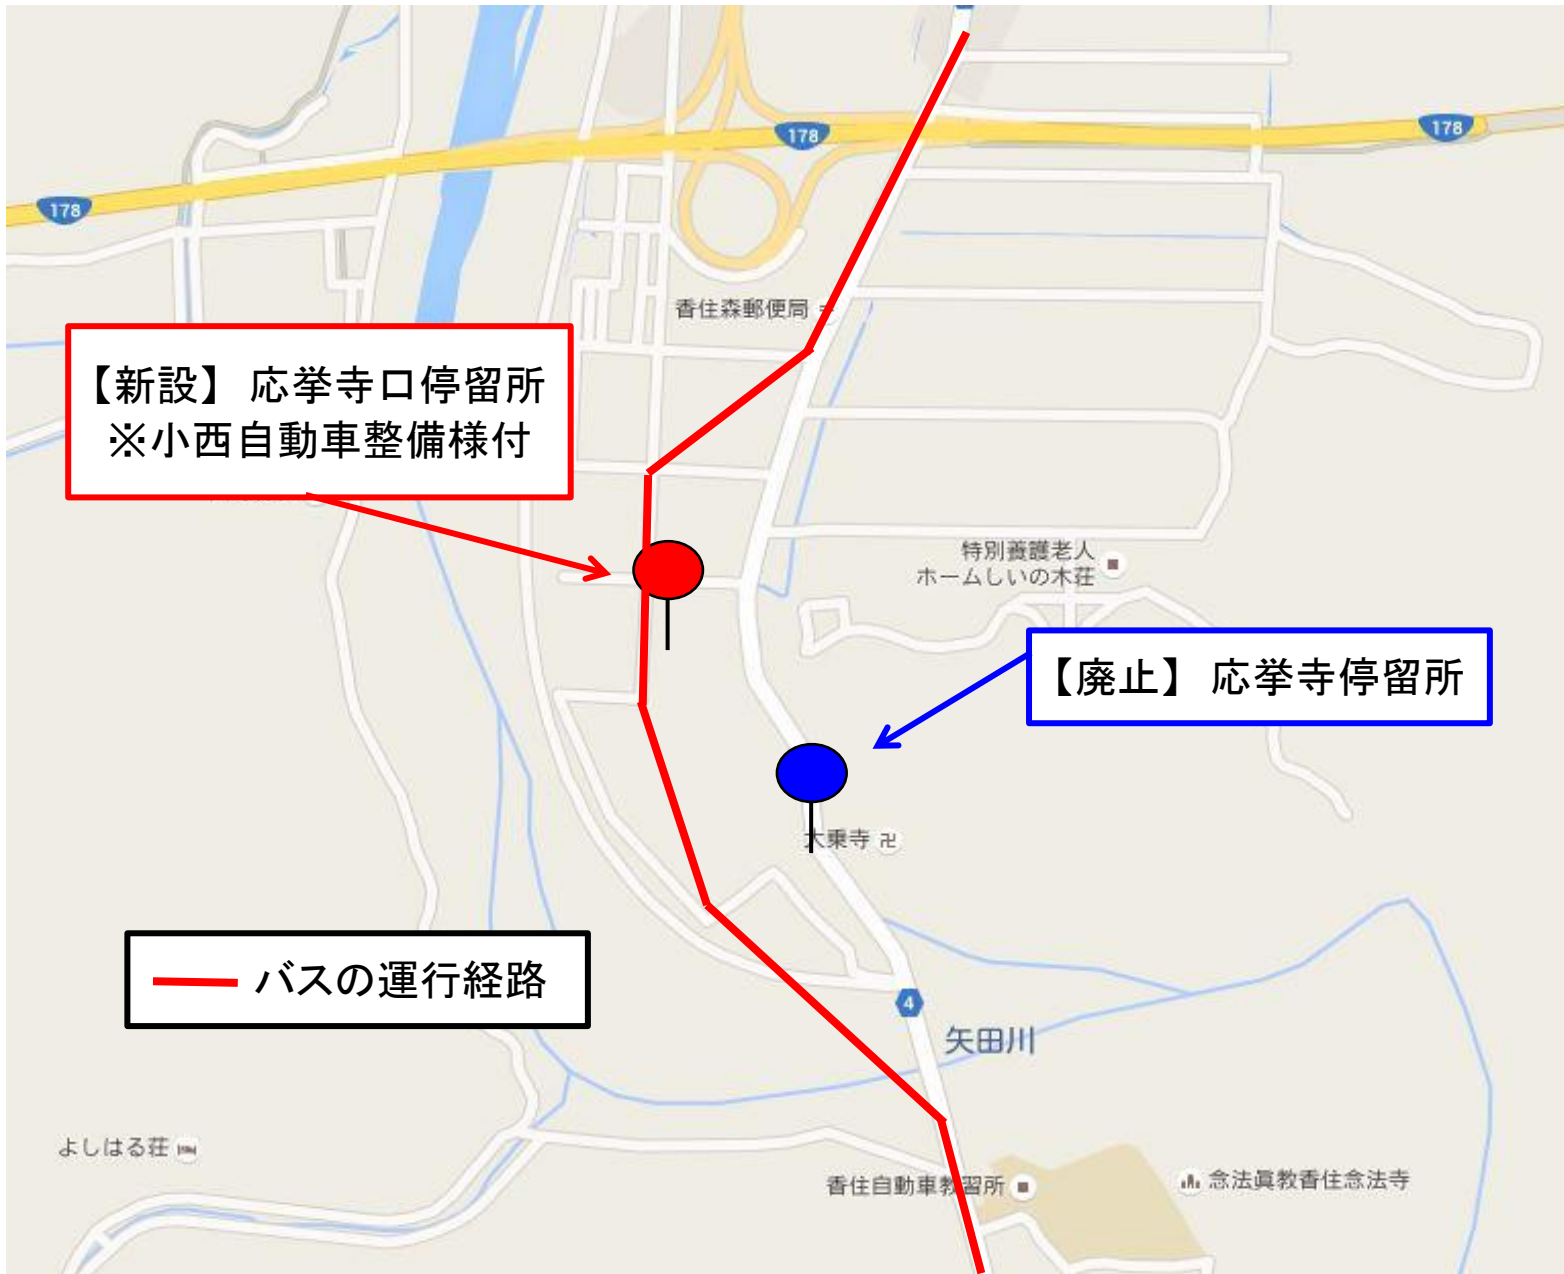 178
178
178
香住森郵便局
【新設】 応挙寺口停留所
※小西自動車整備様付
特別養護老人
ホームしいの木荘
【廃止】 応挙寺停留所
大乗寺
バスの運行経路
4
矢田川
よしはる荘
香住自動車教習所
念法眞教香住念法寺